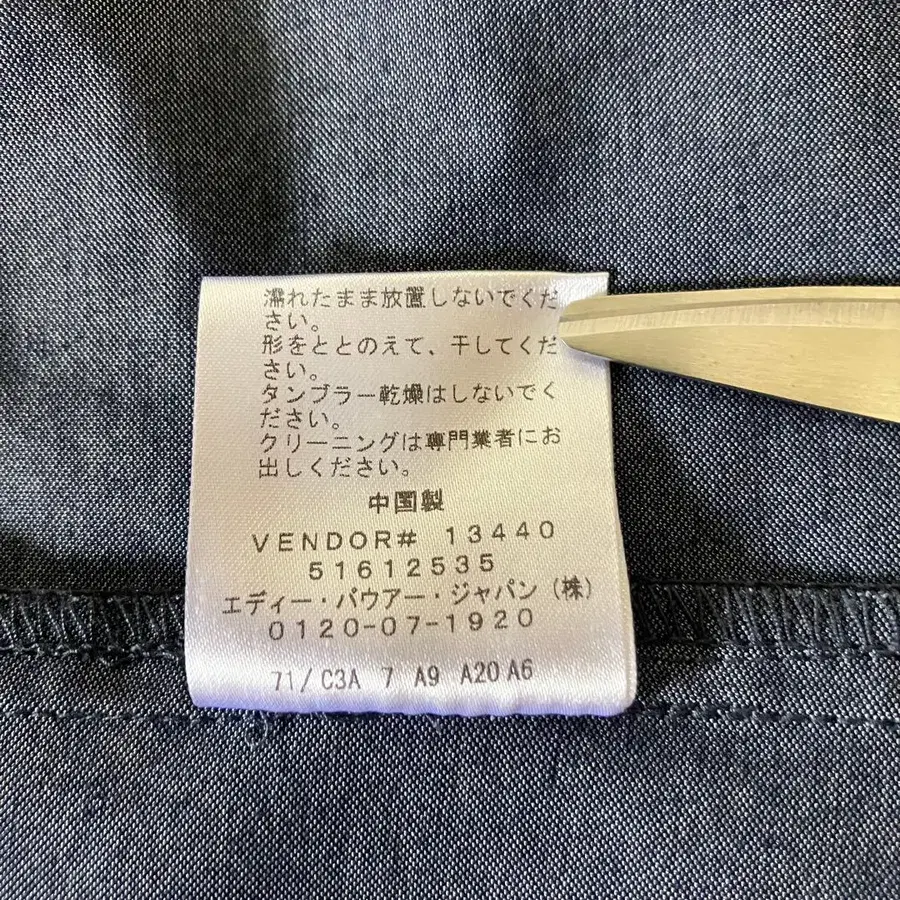 濡れたまま放置しないでくだ
さい。
形をととのえて、干してくだ
さい。
タンブラー乾燥はしないでく
ださい。
クリーニングは専門業者にお
出しください。
中国製
VENDOR# 13440
51612535
エディー・バウアー・ジャパン(株)
0120-07-1920
71/ C3A 7 A9 A20 A6